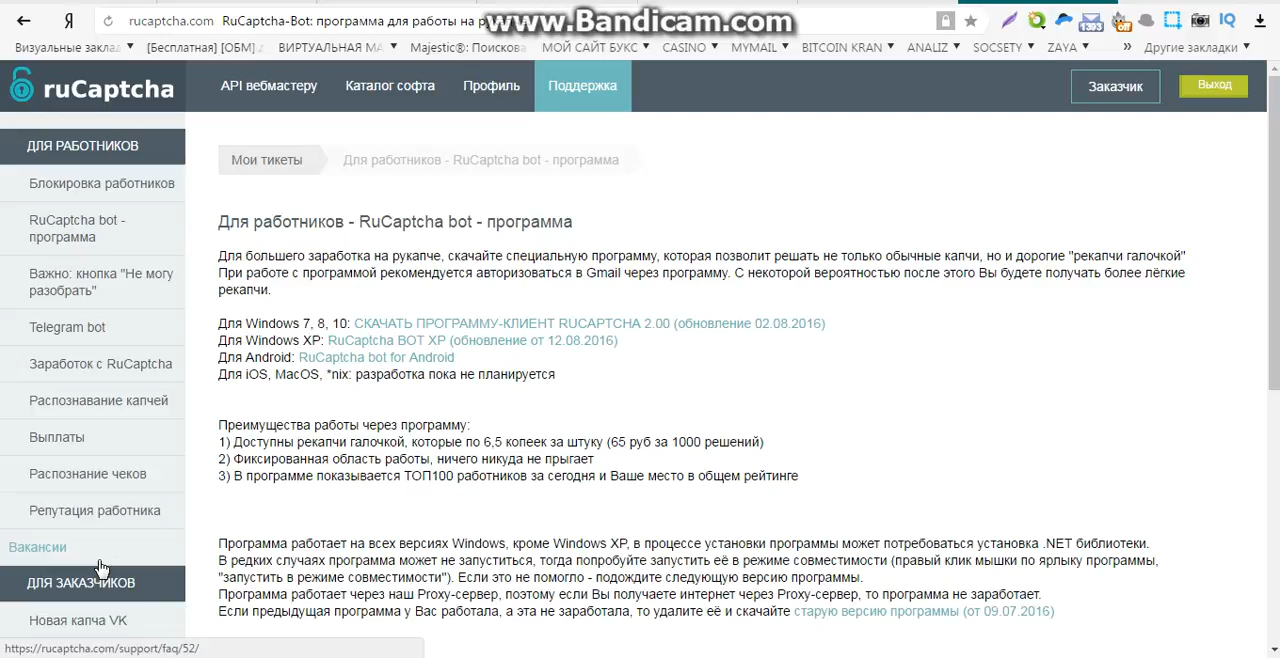 rucaptcha.com RuCaptcha-Bot: программа для работы на
www.Bandicam.com
1393
off
IQ
Визуальные заклад
[Бесплатная] [ОБМ]
ВИРТУАЛЬНАЯ МА
Majestic®: Поискова
МОЙ САЙТ БУКС
CASINO
MYMAIL
BITCOIN KRAN
ANALIZ
SOCSETY
ZAYA
»
Другие закладки
ruCaptcha
API вебмастеру
Каталог софта
Профиль
Поддержка
Заказчик
Выход
ДЛЯ РАБОТНИКОВ
Блокировка работников
RuCaptcha bot -
программа
Важно: кнопка "Не могу
разобрать"
Telegram bot
Заработок с RuCaptcha
Распознавание капчей
Выплаты
Распознание чеков
Репутация работника
Вакансии
ДЛЯ ЗАКАЗЧИКОВ
Новая капча VK
Мои тикеты
Для работников - RuCaptcha bot - программа
Для работников - RuCaptcha bot - программа
Для большего заработка на рукапче, скачайте специальную программу, которая позволит решать не только обычные капчи, но и дорогие "рекапчи галочкой"
При работе с программой рекомендуется авторизоваться в Gmail через программу. С некоторой вероятностью после этого Вы будете получать более лёгкие
рекапчи.
Для Windows 7, 8, 10: СКАЧАТЬ ПРОГРАММУ-КЛИЕНТ RUCAPTCHA 2.00 (обновление 02.08.2016)
Для Windows XP: RuCaptcha BOT XP (обновление от 12.08.2016)
Для Android: RuCaptcha bot for Android
Для iOS, MacOS, *nix: разработка пока не планируется
Преимущества работы через программу:
1) Доступны рекапчи галочкой, которые по 6,5 копеек за штуку (65 руб за 1000 решений)
2) Фиксированная область работы, ничего никуда не прыгает
3) В программе показывается ТОП100 работников за сегодня и Ваше место в общем рейтинге
Программа работает на всех версиях Windows, кроме Windows XP, в процессе установки программы может потребоваться установка .NET библиотеки.
В редких случаях программа может не запуститься, тогда попробуйте запустить её в режиме совместимости (правый клик мышки по ярлыку программы,
"запустить в режиме совместимости"). Если это не помогло - подождите следующую версию программы.
Программа работает через наш Proxy-сервер, поэтому если Вы получаете интернет через Proxy-сервер, то программа не заработает.
Если предыдущая программа у Вас работала, а эта не заработала, то удалите её и скачайте старую версию программы (от 09.07.2016)
https://rucaptcha.com/support/faq/52/